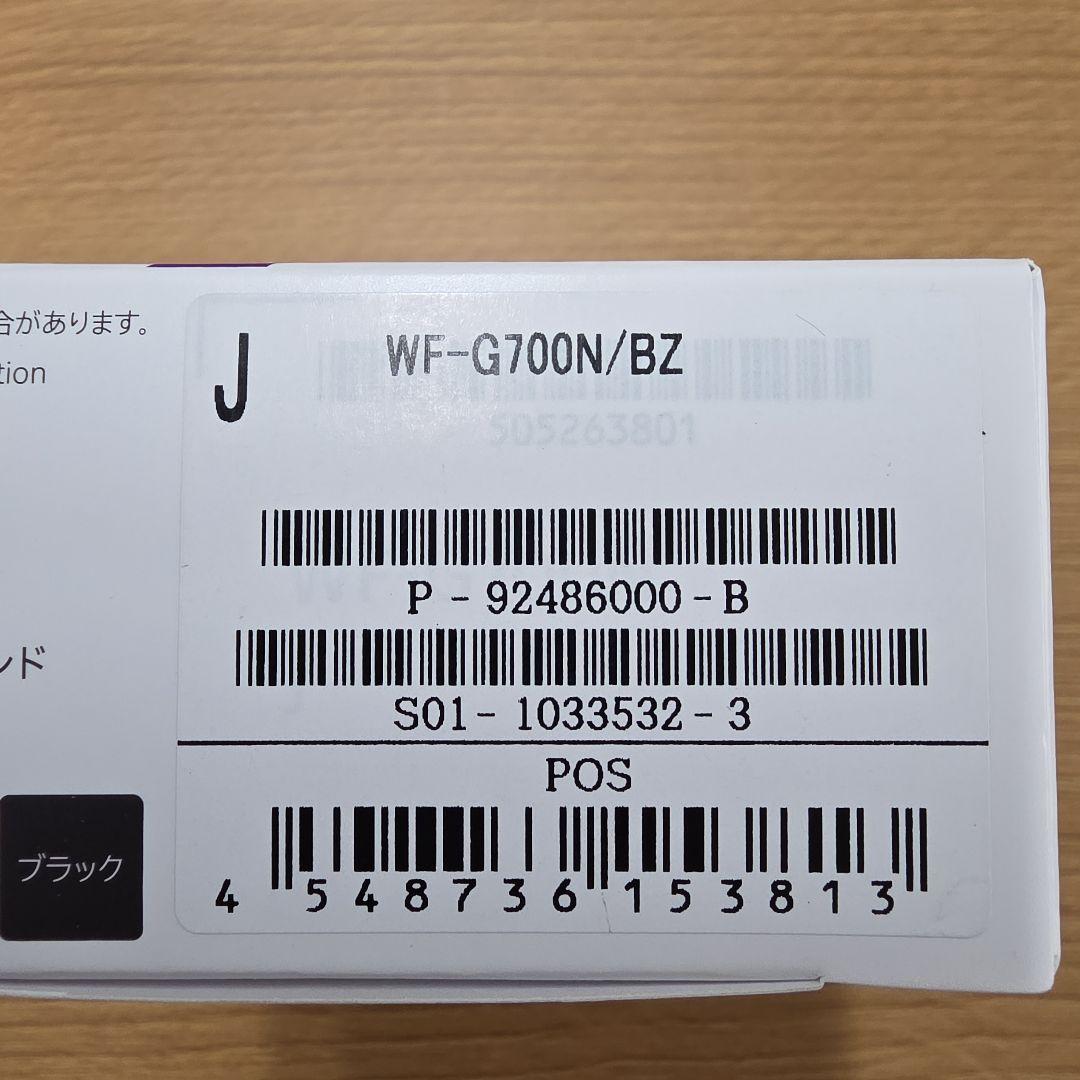 合があります。
tion
ンド
ブラック
J
WF-G700N/BZ
505263801
P - 92486000 - B
S01 - 1033532 - 3
POS
4 548736 153813